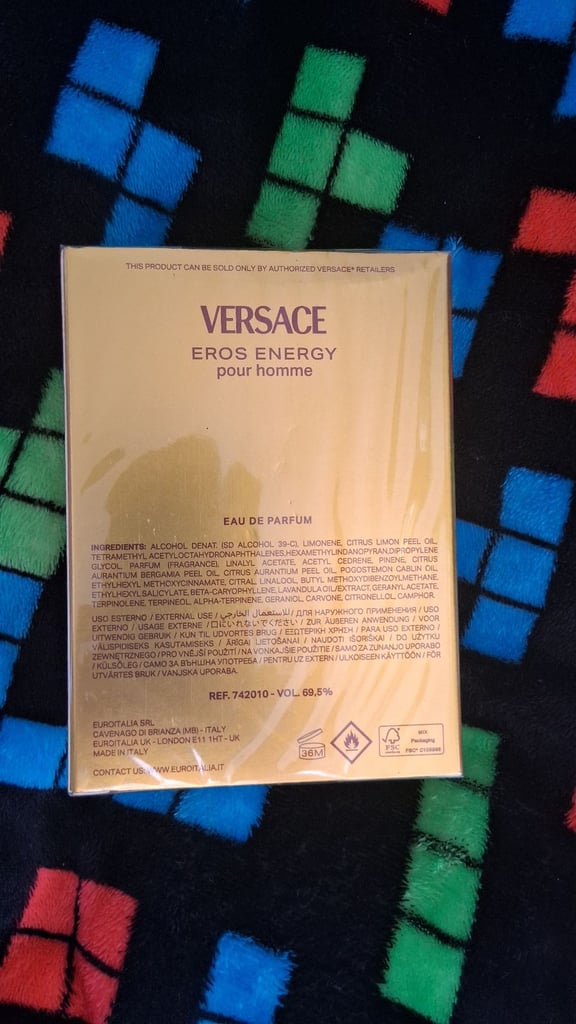 THIS PRODUCT CAN BE SOLD ONLY BY AUTHORIZED VERSACE® RETAILERS
VERSACE
EROS ENERGY
pour homme
EAU DE PARFUM
INGREDIENTS: ALCOHOL DENAT. (SD ALCOHOL 39-C), LIMONENE, CITRUS LIMON PEEL OIL,
TETRAMETHYL ACETYLOCTAHYDRONAPHTHALENES, HEXAMETHYLINDANOPYRAN, DIPROPYLENE
GLYCOL, PARFUM (FRAGRANCE), LINALYL ACETATE, ACETYL CEDRENE, PINENE, CITRUS
AURANTIUM BERGAMIA PEEL OIL, CITRUS AURANTIUM PEEL OIL, POGOSTEMON CABLIN OIL,
ETHYLHEXYL METHOXYCINNAMATE, CITRAL, LINALOOL, BUTYL METHOXYDIBENZOYLMETHANE,
ETHYLHEXYL SALICYLATE, BETA-CARYOPHYLLENE, LAVANDULA OIL/EXTRACT, GERANYL ACETATE,
TERPINOLENE, TERPINEOL, ALPHA-TERPINENE, GERANIOL, CARVONE, CITRONELLOL, CAMPHOR.
USO ESTERNO / EXTERNAL USE / للاستعمال الخارجي / ДЛЯ НАРУЖНОГО ПРИМЕНЕНИЯ / USO
EXTERNO / USAGE EXTERNE / 口にいれないでください / ZUR ÄUBEREN ANWENDUNG / VOOR
UITWENDIG GEBRUIK / KUN TIL UDVORTES BRUG / ΕΞΩΤΕΡΙΚΗ ΧΡΗΣΗ / PARA USO EXTERNO /
VÄLISPIDISEKS KASUTAMISEKS / ĀRĪGAI LIETOŠANAI / NAUDOTI IŠORIŠKAI / DO UŻYTKU
ZEWNĘTRZNEGO / PRO VNĚJŠÍ POUŽITÍ / NA VONKAJŠIE POUŽITIE / SAMO ZA ZUNANJO UPORABO
/ KÜLSŐLEG / САМО ЗА ВЪНШНА УПОТРЕБА / PENTRU UZ EXTERN / ULKOISEEN KÄYTTÖÖN / FÖR
UTVÄRTES BRUK / VANJSKA UPORABA.
REF. 742010 - VOL. 69,5%
EUROITALIA SRL
CAVENAGO DI BRIANZA (MB) - ITALY
EUROITALIA UK - LONDON E11 1HT - UK
MADE IN ITALY
CONTACT US: WWW.EUROITALIA.IT
36M
FSC
MIX
Packaging